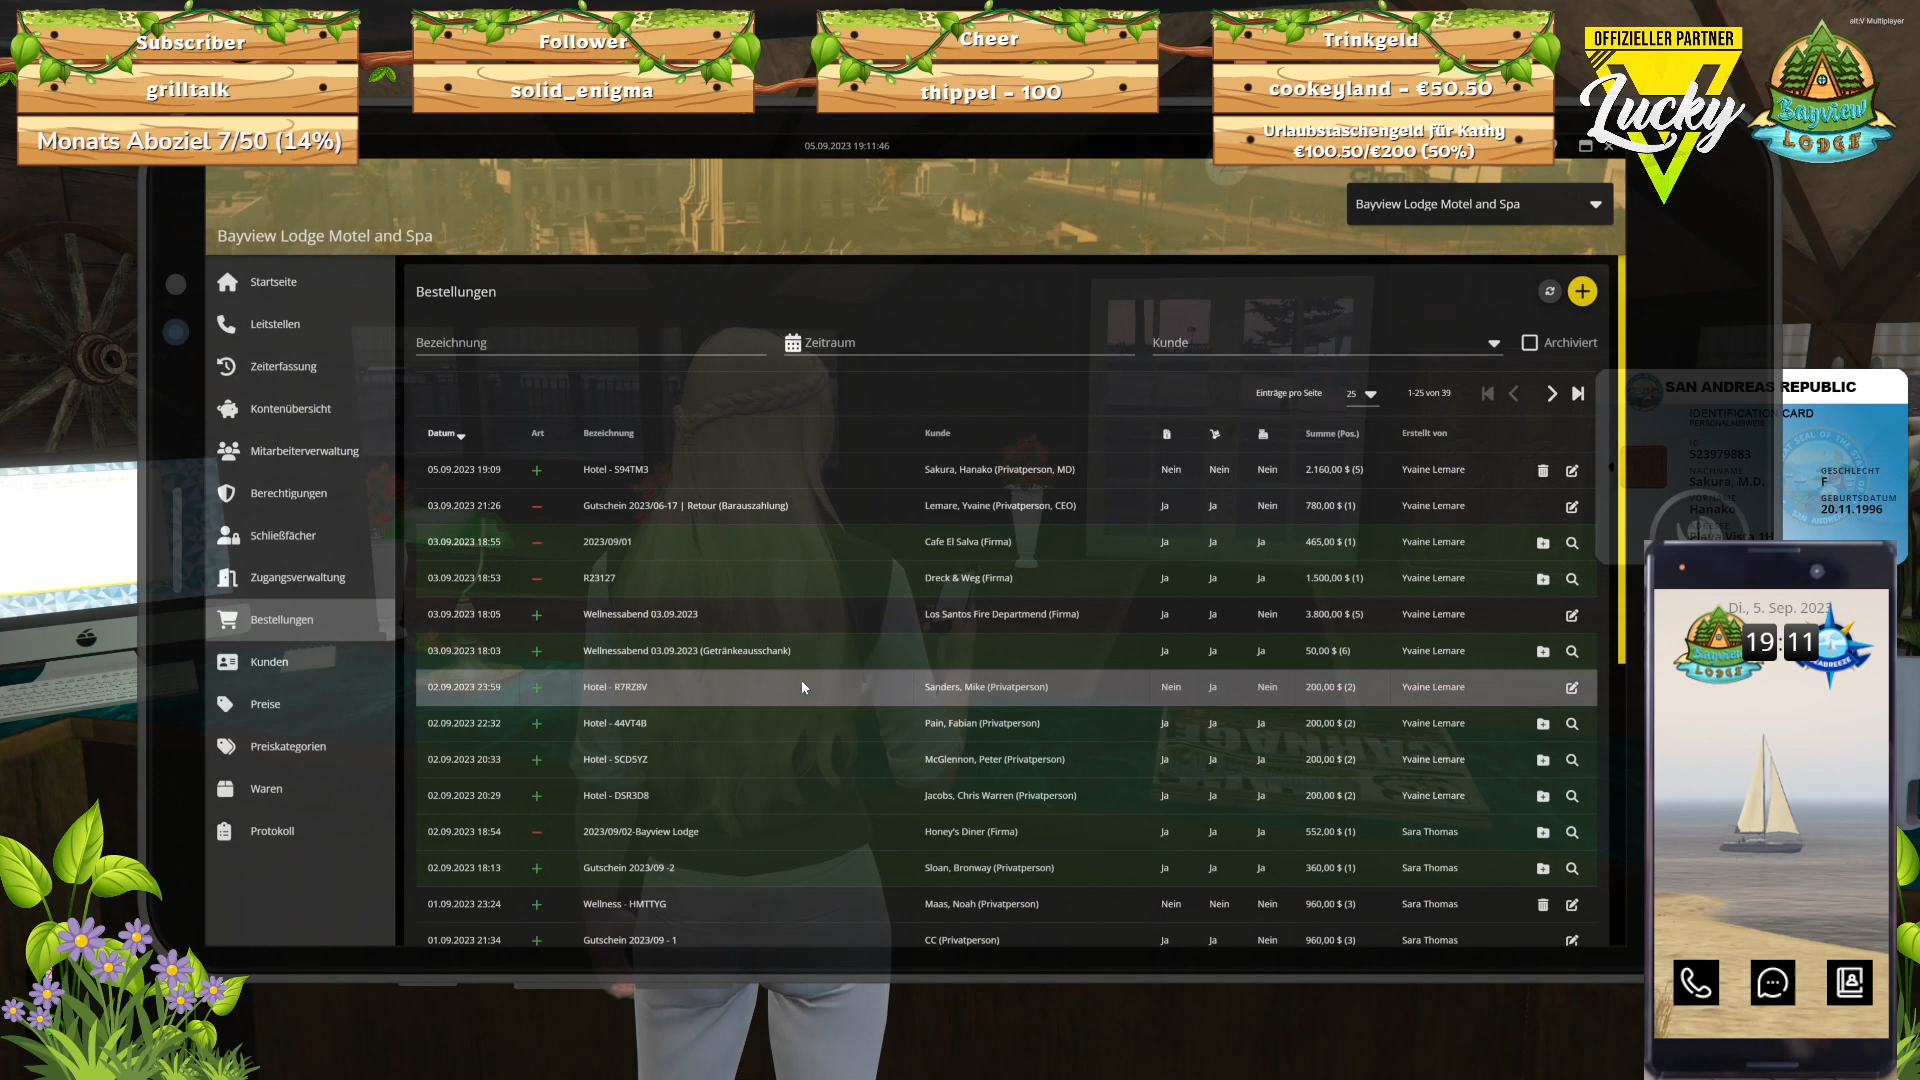 Subscriber
grilltalk
Monats Aboziel 7/50 (14%)
Follower
solid_enigma
Cheer
thippel - 100
Trinkgeld
cookeyland - €50.50
Urlaubstaschengeld für Kathy
€100.50/€200 (50%)
OFFIZIELLER PARTNER
Lucky
V
Bayview
LODGE
alt:V Multiplayer
05.09.2023 19:11:46
Bayview Lodge Motel and Spa
Bayview Lodge Motel and Spa
Startseite
Leitstellen
Zeiterfassung
Kontenübersicht
Mitarbeiterverwaltung
Berechtigungen
Schließfächer
Zugangsverwaltung
Bestellungen
Kunden
Preise
Preiskategorien
Waren
Protokoll
Bestellungen
Bezeichnung Zeitraum Kunde Archiviert
Einträge pro Seite 25 1-25 von 39
Datum Art Bezeichnung Kunde Summe (Pos.) Erstellt von
05.09.2023 19:09 + Hotel - S94TM3 Sakura, Hanako (Privatperson, MD) Nein Nein Nein 2.160,00 $ (5) Yvaine Lemare
03.09.2023 21:26 – Gutschein 2023/06-17 | Retour (Barauszahlung) Lemare, Yvaine (Privatperson, CEO) Ja Ja Nein 780,00 $ (1) Yvaine Lemare
03.09.2023 18:55 – 2023/09/01 Cafe El Salva (Firma) Ja Ja Ja 465,00 $ (1) Yvaine Lemare
03.09.2023 18:53 – R23127 Dreck & Weg (Firma) Ja Ja Ja 1.500,00 $ (1) Yvaine Lemare
03.09.2023 18:05 + Wellnessabend 03.09.2023 Los Santos Fire Departmend (Firma) Ja Ja Nein 3.800,00 $ (5) Yvaine Lemare
03.09.2023 18:03 + Wellnessabend 03.09.2023 (Getränkeausschank) Ja Ja Ja 50,00 $ (6) Yvaine Lemare
02.09.2023 23:59 + Hotel - R7RZ8V Sanders, Mike (Privatperson) Nein Ja Nein 200,00 $ (2) Yvaine Lemare
02.09.2023 22:32 + Hotel - 44VT4B Pain, Fabian (Privatperson) Ja Ja Ja 200,00 $ (2) Yvaine Lemare
02.09.2023 20:33 + Hotel - SCD5YZ McGlennon, Peter (Privatperson) Ja Ja Ja 200,00 $ (2) Yvaine Lemare
02.09.2023 20:29 + Hotel - DSR3D8 Jacobs, Chris Warren (Privatperson) Ja Ja Ja 200,00 $ (2) Yvaine Lemare
02.09.2023 18:54 – 2023/09/02-Bayview Lodge Honey's Diner (Firma) Ja Ja Ja 552,00 $ (1) Sara Thomas
02.09.2023 18:13 + Gutschein 2023/09 -2 Sloan, Bronway (Privatperson) Ja Ja Ja 360,00 $ (1) Sara Thomas
01.09.2023 23:24 + Wellness - HMTTYG Maas, Noah (Privatperson) Nein Nein Nein 960,00 $ (3) Sara Thomas
01.09.2023 21:34 + Gutschein 2023/09 - 1 CC (Privatperson) Ja Ja Nein 960,00 $ (3) Sara Thomas
SAN ANDREAS REPUBLIC
IDENTIFICATION CARD
PERSONALAUSWEIS
ID
523979883
NACHNAME
Sakura, M.D.
VORNAME
Hanako
ADRESSE
Playa Vista 1H
GESCHLECHT
F
GEBURTSDATUM
20.11.1996
Di., 5. Sep. 2023
19:11
Bayview
LODGE